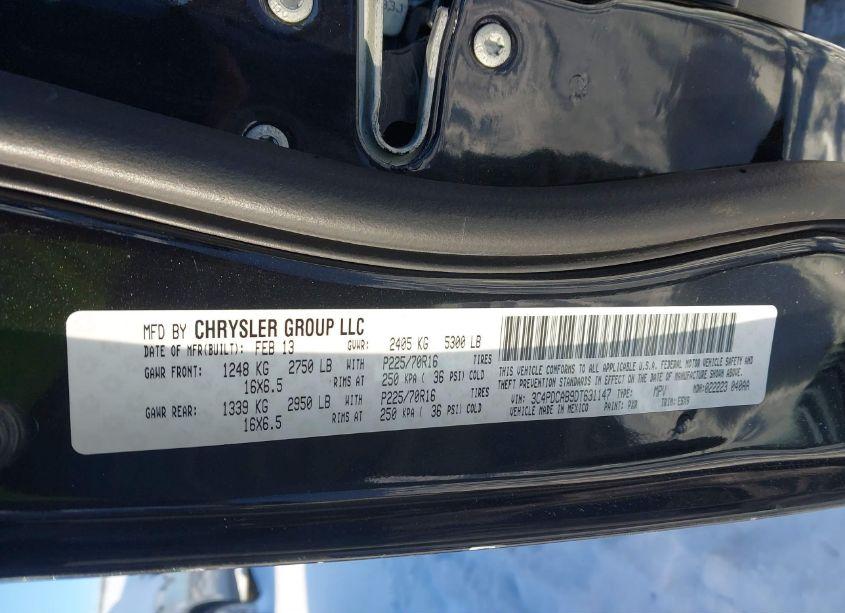 MFD BY CHRYSLER GROUP LLC
DATE OF MFR(BUILT): FEB 13 GVWR: 2405 KG 5300 LB
GAWR FRONT: 1248 KG 2750 LB WITH P225/70R16 TIRES
16X6.5 RIMS AT 250 KPA ( 36 PSI) COLD
GAWR REAR: 1339 KG 2950 LB WITH P225/70R16 TIRES
16X6.5 RIMS AT 250 KPA ( 36 PSI) COLD
THIS VEHICLE CONFORMS TO ALL APPLICABLE U.S.A. FEDERAL MOTOR VEHICLE SAFETY AND
THEFT PREVENTION STANDARDS IN EFFECT ON THE DATE OF MANUFACTURE SHOWN ABOVE.
VIN: 3C4PDCAB9DT631147 TYPE: MPV MDH: 022223 040AA
VEHICLE MADE IN MEXICO PAINT: PXR TRIM: